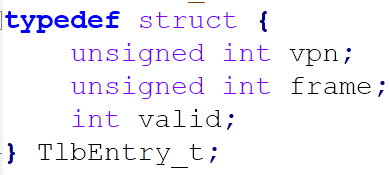 typedef struct {
    unsigned int vpn;
    unsigned int frame;
    int valid;
} TlbEntry_t;